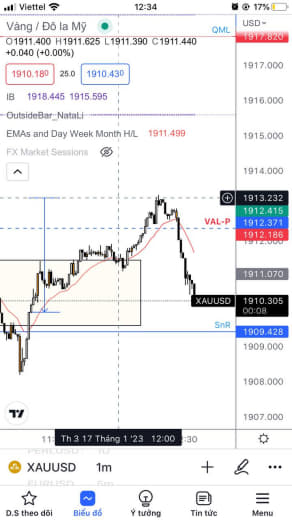 Viettel
12:34
17%
Vàng / Đô la Mỹ
USD
O1911.400 H1911.625 L1911.390 C1911.440
+0.040 (+0.00%)
QML
1917.820
1917.000
1910.180
25.0
1910.430
IB 1918.445 1915.595
1916.000
OutsideBar_NataLi
1915.000
EMAs and Day Week Month H/L 1911.499
FX Market Sessions
1914.000
1913.232
1912.415
VAL-P
1912.371
1912.186
1911.070
XAUUSD
1910.305
00:08
SnR
1909.428
1909.000
1908.000
1907.000
Th 3 17 Tháng 1 '23 12:00
:30
XAUUSD
1m
D.S theo dõi
Biểu đồ
Ý tưởng
Tin tức
Menu